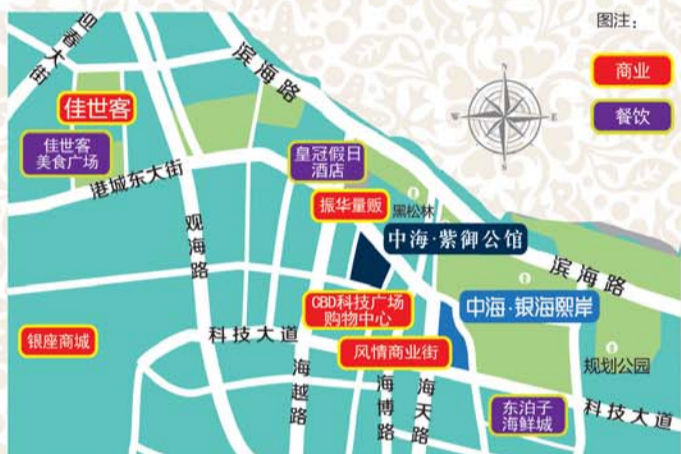 图注：
商业
餐饮
迎春大街
滨海路
佳世客
佳世客
美食广场
港城东大街
皇冠假日
酒店
振华量贩
黑松林
观海路
中海·紫御公馆
滨海路
CBD科技广场
购物中心
中海·银海熙岸
银座商城
科技大道
风情商业街
规划公园
海越路
海博路
海天路
东泊子
海鲜城
科技大道
N
W
E
S